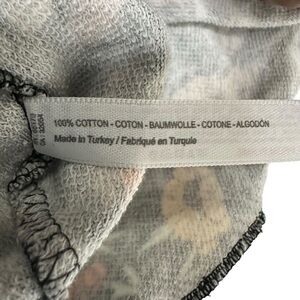 100% COTTON - COTON - BAUMWOLLE - COTONE - ALGODÓN
Made in Turkey / Fabriqué en Turquie